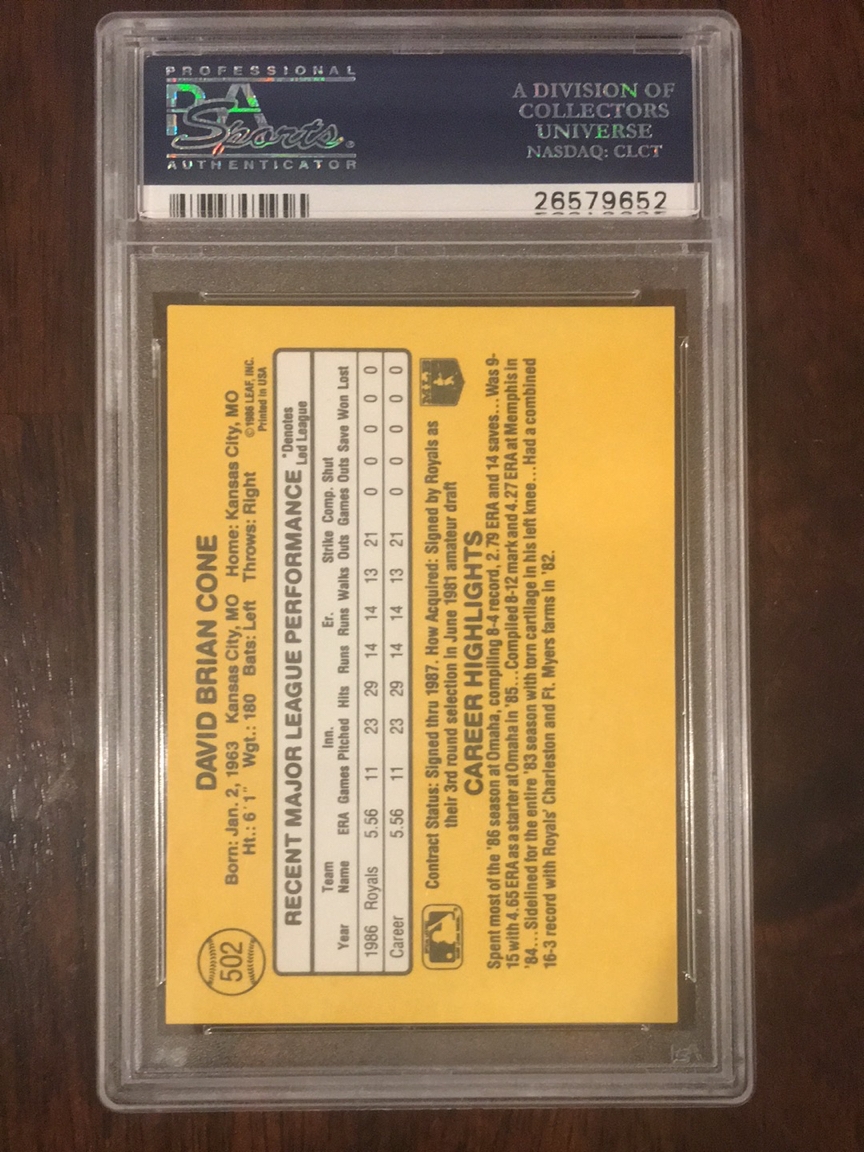 PROFESSIONAL
PSA
Sports
AUTHENTICATOR
A DIVISION OF
COLLECTORS
UNIVERSE
NASDAQ: CLCT
26579652
502
DAVID BRIAN CONE
Born: Jan. 2, 1963 Kansas City, MO Home: Kansas City, MO
Ht.: 6'1" Wgt.: 180 Bats: Left Throws: Right
©1986 LEAF, INC.
Printed in USA
RECENT MAJOR LEAGUE PERFORMANCE
*Denotes
Led League
Team Inn. Er. Strike Comp. Shut
Year Name ERA Games Pitched Hits Runs Runs Walks Outs Games Outs Save Won Lost
1986 Royals 5.56 11 23 29 14 14 13 21 0 0 0 0 0
Career 5.56 11 23 29 14 14 13 21 0 0 0 0 0
Contract Status: Signed thru 1987. How Acquired: Signed by Royals as
their 3rd round selection in June 1981 amateur draft
CAREER HIGHLIGHTS
Spent most of the '86 season at Omaha, compiling 8-4 record, 2.79 ERA and 14 saves...Was 9-
15 with 4.65 ERA as a starter at Omaha in '85...Compiled 8-12 mark and 4.27 ERA at Memphis in
'84...Sidelined for the entire '83 season with torn cartilage in his left knee...Had a combined
16-3 record with Royals' Charleston and Ft. Myers farms in '82.